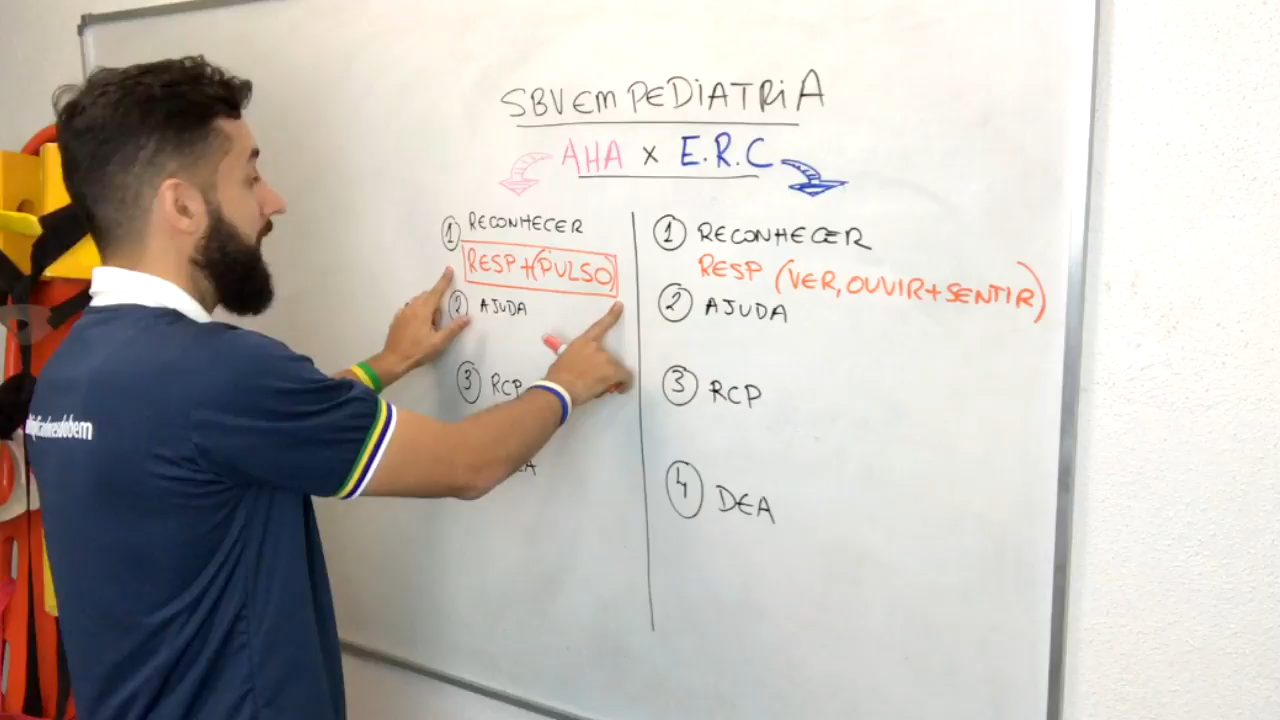 SBV EM PEDIATRIA
AHA x E.R.C
1 RECONHECER
RESP + (PULSO)
2 AJUDA
3 RCP
1 RECONHECER
RESP (VER, OUVIR + SENTIR)
2 AJUDA
3 RCP
4 DEA